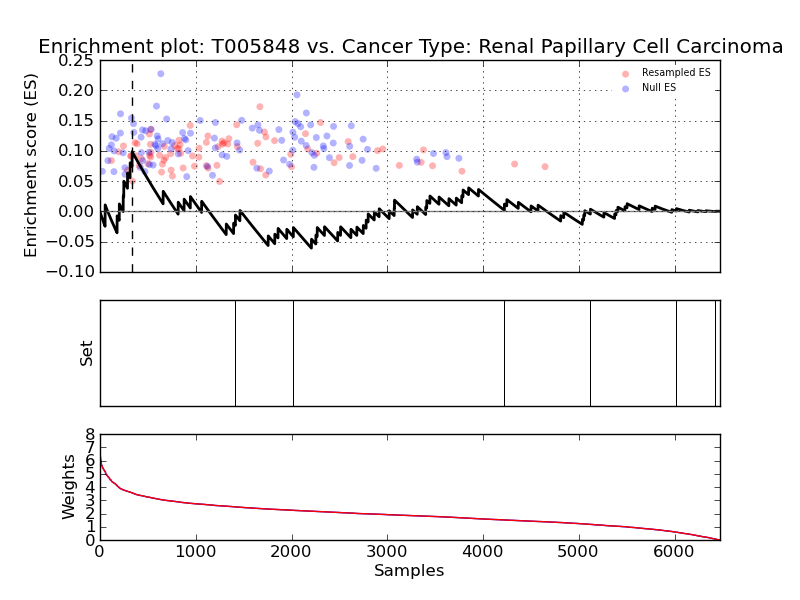 Enrichment plot: T005848 vs. Cancer Type: Renal Papillary Cell Carcinoma
Enrichment score (ES)
0.25
0.20
0.15
0.10
0.05
0.00
−0.05
−0.10
Resampled ES
Null ES
Set
Weights
8
7
6
5
4
3
2
1
0
0 1000 2000 3000 4000 5000 6000
Samples